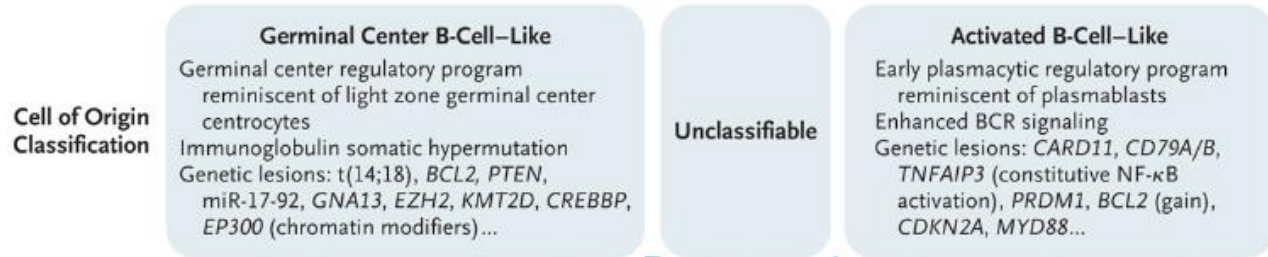 Cell of Origin
Classification
Germinal Center B-Cell–Like
Germinal center regulatory program
reminiscent of light zone germinal center
centrocytes
Immunoglobulin somatic hypermutation
Genetic lesions: t(14;18), BCL2, PTEN,
miR-17-92, GNA13, EZH2, KMT2D, CREBBP,
EP300 (chromatin modifiers)...
Unclassifiable
Activated B-Cell–Like
Early plasmacytic regulatory program
reminiscent of plasmablasts
Enhanced BCR signaling
Genetic lesions: CARD11, CD79A/B,
TNFAIP3 (constitutive NF-κB
activation), PRDM1, BCL2 (gain),
CDKN2A, MYD88...